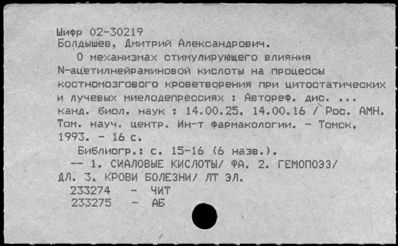 Шифр 02-30219
Болдышев, Дмитрий Александрович.
О механизмах стимулирующего влияния
N-ацетилнейраминовой кислоты на процессы
костномозгового кроветворения при цитостатических
и лучевых миелодепрессиях : Автореф. дис. ...
канд. биол. наук : 14.00.25, 14.00.16 / Рос. АМН.
Том. науч. центр. Ин-т фармакологии. - Томск,
1993. - 16 с.
Библиогр.: с. 15-16 (6 назв.).
-- 1. СИАЛОВЫЕ КИСЛОТЫ/ ФА. 2. ГЕМОПОЭЗ/
ДЛ. 3. КРОВИ БОЛЕЗНИ/ ЛТ ЭЛ.
233274 - ЧИТ
233275 - АБ